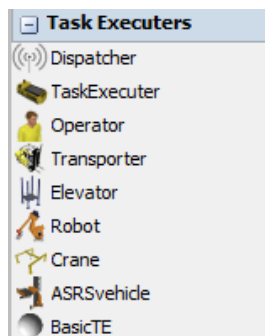 Task Executers
Dispatcher
TaskExecuter
Operator
Transporter
Elevator
Robot
Crane
ASRSvehicle
BasicTE